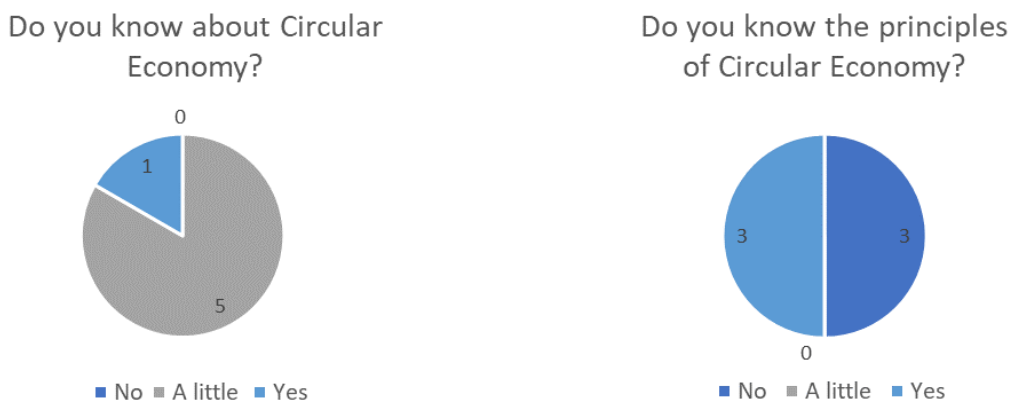 Do you know about Circular
Economy?
0
1
5
No A little Yes
Do you know the principles
of Circular Economy?
3
3
0
No A little Yes